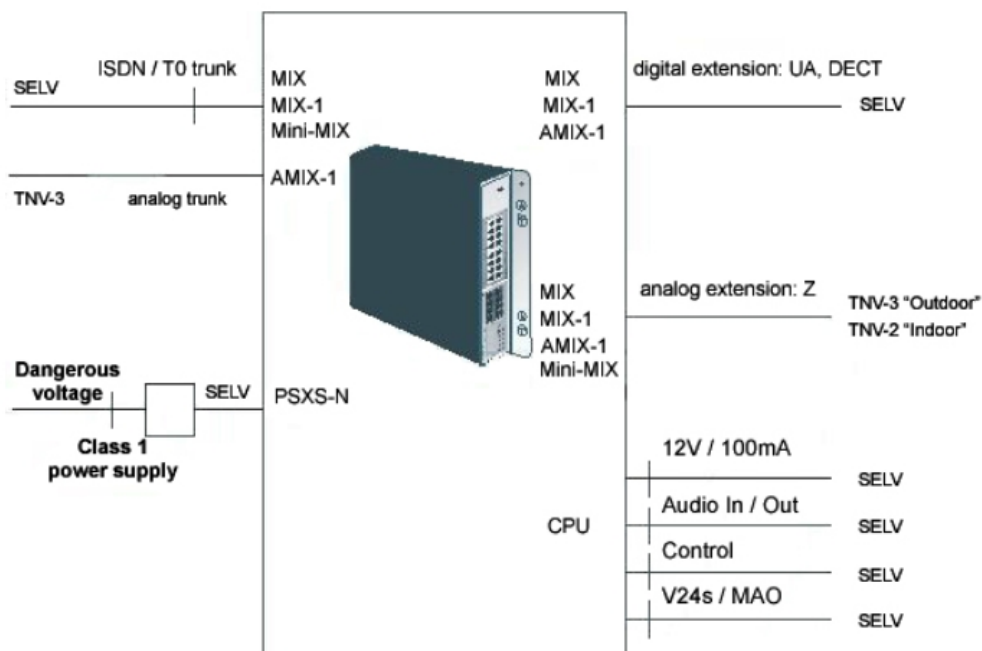 ISDN / T0 trunk
SELV
MIX
MIX-1
Mini-MIX
AMIX-1
TNV-3
analog trunk
Dangerous
voltage
SELV
PSXS-N
Class 1
power supply
MIX
MIX-1
AMIX-1
digital extension: UA, DECT
SELV
MIX
MIX-1
AMIX-1
Mini-MIX
analog extension: Z
TNV-3 “Outdoor”
TNV-2 “Indoor”
CPU
12V / 100mA
SELV
Audio In / Out
SELV
Control
SELV
V24s / MAO
SELV